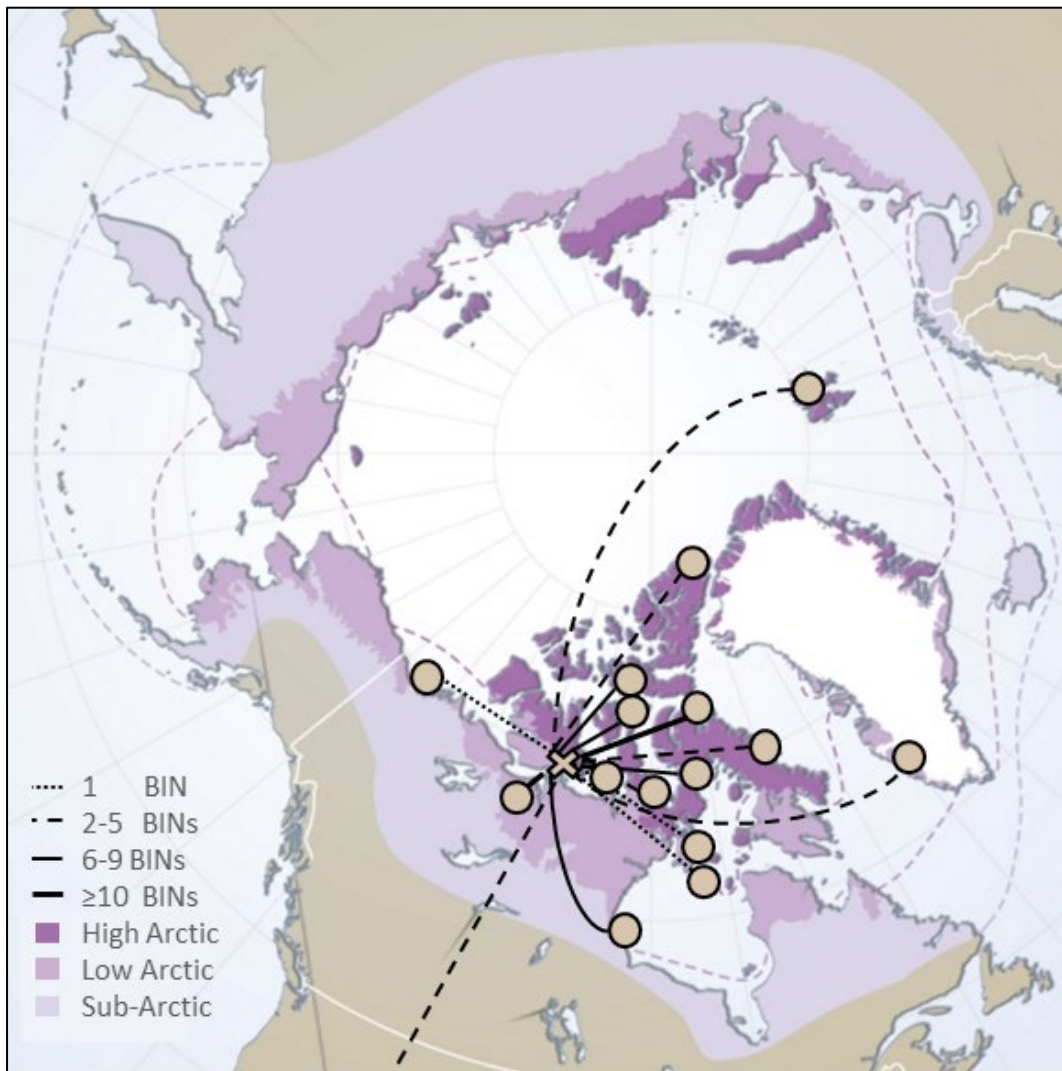 1 BIN
2-5 BINs
6-9 BINs
≥10 BINs
High Arctic
Low Arctic
Sub-Arctic